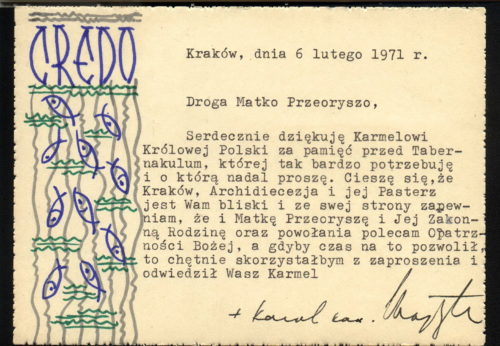 CREDO
Kraków, dnia 6 lutego 1971 r.
Droga Matko Przeoryszo,
Serdecznie dziękuję Karmelowi
Królowej Polski za pamięć przed Taber-
nakulum, której tak bardzo potrzebuję
i o którą nadal proszę. Cieszę się,że
Kraków, Archidiecezja i jej Pasterz
jest Wam bliski i ze swej strony zapew-
niam, że i Matkę Przeoryszę i Jej Zakon-
ną Rodzinę oraz powołania polecam Opatrz-
ności Bożej, a gdyby czas na to pozwolił,
to chętnie skorzystałbym z zaproszenia i
odwiedził Wasz Karmel
+ Karol kar. Wojtyła